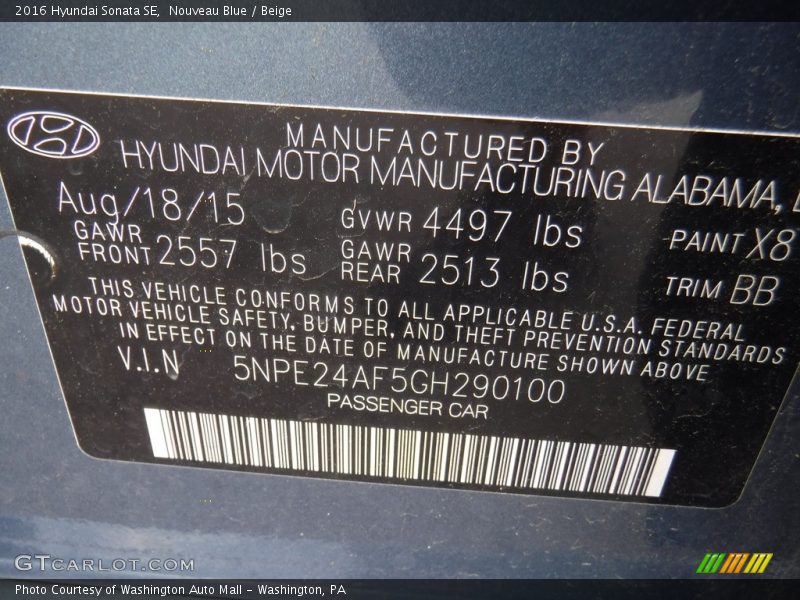 2016 Hyundai Sonata SE, Nouveau Blue / Beige
MANUFACTURED BY
HYUNDAI MOTOR MANUFACTURING ALABAMA,
Aug/18/15 GVWR 4497 lbs PAINT X8
GAWR FRONT 2557 lbs GAWR REAR 2513 lbs TRIM BB
THIS VEHICLE CONFORMS TO ALL APPLICABLE U.S.A. FEDERAL
MOTOR VEHICLE SAFETY, BUMPER, AND THEFT PREVENTION STANDARDS
IN EFFECT ON THE DATE OF MANUFACTURE SHOWN ABOVE
V.I.N 5NPE24AF5GH290100
PASSENGER CAR
GTCARLOT.COM
Photo Courtesy of Washington Auto Mall - Washington, PA